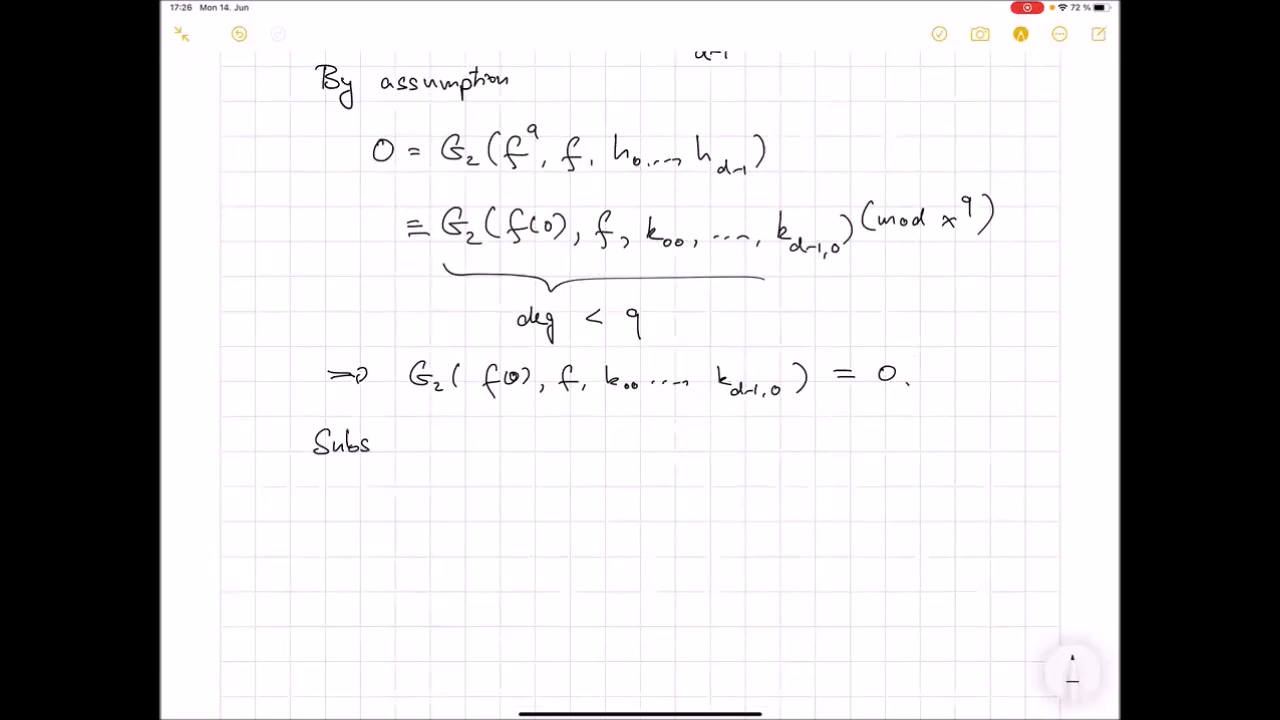 17:26 Mon 14. Jun 72 %
d-1
By assumption
0 = G₂(f^q, f, h₀,..., h_{d-1})
≡ G₂(f(0), f, k₀₀, ..., k_{d-1,0}) (mod x^q)
deg < q
⇒ G₂(f(0), f, k₀₀ ..., k_{d-1,0}) = 0.
Subs